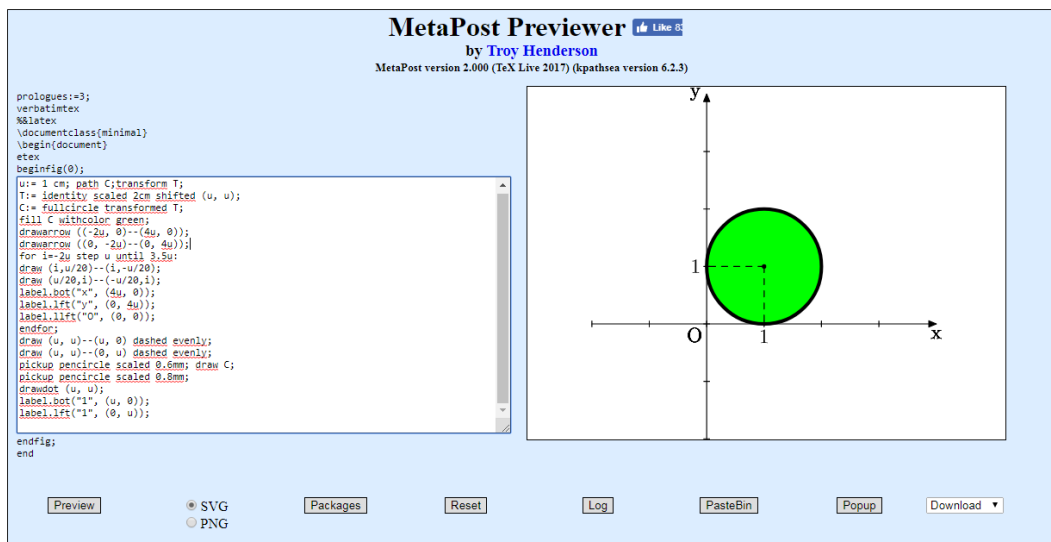 MetaPost Previewer Like 83
by Troy Henderson
MetaPost version 2.000 (TeX Live 2017) (kpathsea version 6.2.3)
prologues:=3;
verbatimtex
%&latex
\documentclass{minimal}
\begin{document}
etex
beginfig(0);
u:= 1 cm; path C;transform T;
T:= identity scaled 2cm shifted (u, u);
C:= fullcircle transformed T;
fill C withcolor green;
drawarrow ((-2u, 0)--(4u, 0));
drawarrow ((0, -2u)--(0, 4u));
for i=-2u step u until 3.5u:
draw (i,u/20)--(i,-u/20);
draw (u/20,i)--(-u/20,i);
label.bot("x", (4u, 0));
label.lft("y", (0, 4u));
label.llft("O", (0, 0));
endfor;
draw (u, u)--(u, 0) dashed evenly;
draw (u, u)--(0, u) dashed evenly;
pickup pencircle scaled 0.6mm; draw C;
pickup pencircle scaled 0.8mm;
drawdot (u, u);
label.bot("1", (u, 0));
label.lft("1", (0, u));
endfig;
end
y
1
O
1
x
Preview
SVG
PNG
Packages
Reset
Log
PasteBin
Popup
Download